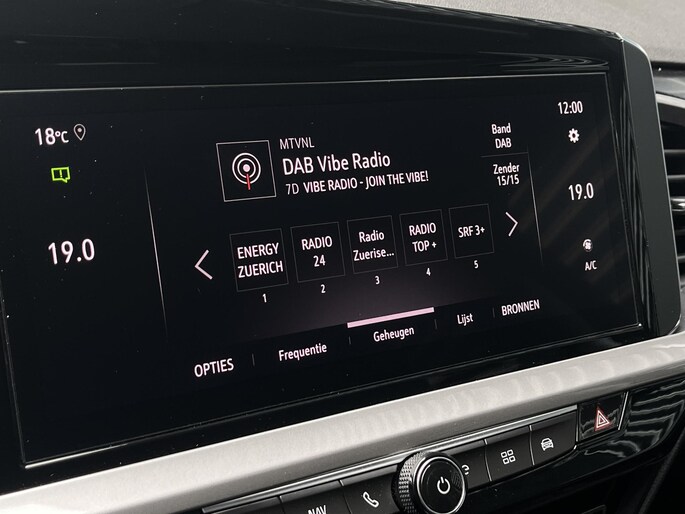 18°C
12:00
MTVNL
DAB Vibe Radio
7D VIBE RADIO - JOIN THE VIBE!
Band
DAB
Zender
15/15
19.0
19.0
A/C
ENERGY
ZUERICH
1
RADIO
24
2
Radio
Zuerise...
3
RADIO
TOP +
4
SRF 3+
5
OPTIES
Frequentie
Geheugen
Lijst
BRONNEN
NAV